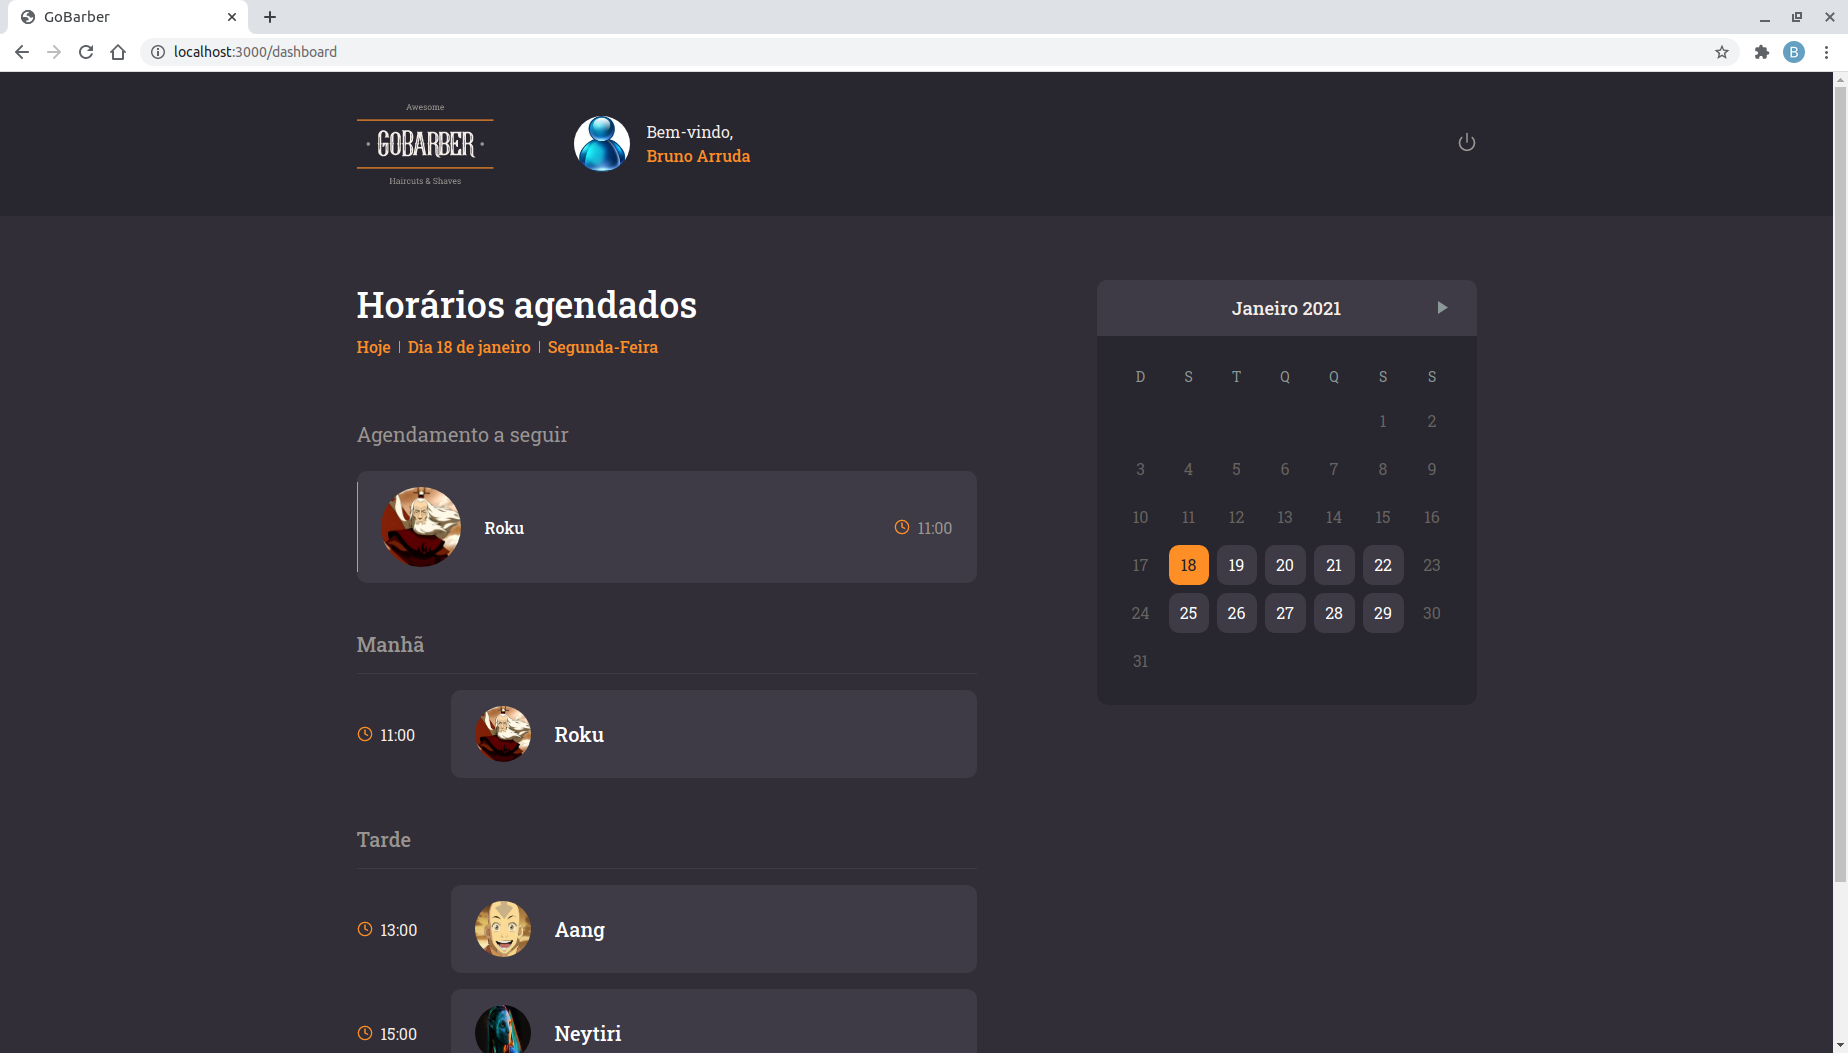 GoBarber
localhost:3000/dashboard
B
Awesome
GOBARBER
Haircuts & Shaves
Bem-vindo,
Bruno Arruda
Horários agendados
Hoje | Dia 18 de janeiro | Segunda-Feira
Agendamento a seguir
Roku 11:00
Manhã
11:00 Roku
Tarde
13:00 Aang
15:00 Neytiri
Janeiro 2021
D S T Q Q S S
1 2
3 4 5 6 7 8 9
10 11 12 13 14 15 16
17 18 19 20 21 22 23
24 25 26 27 28 29 30
31